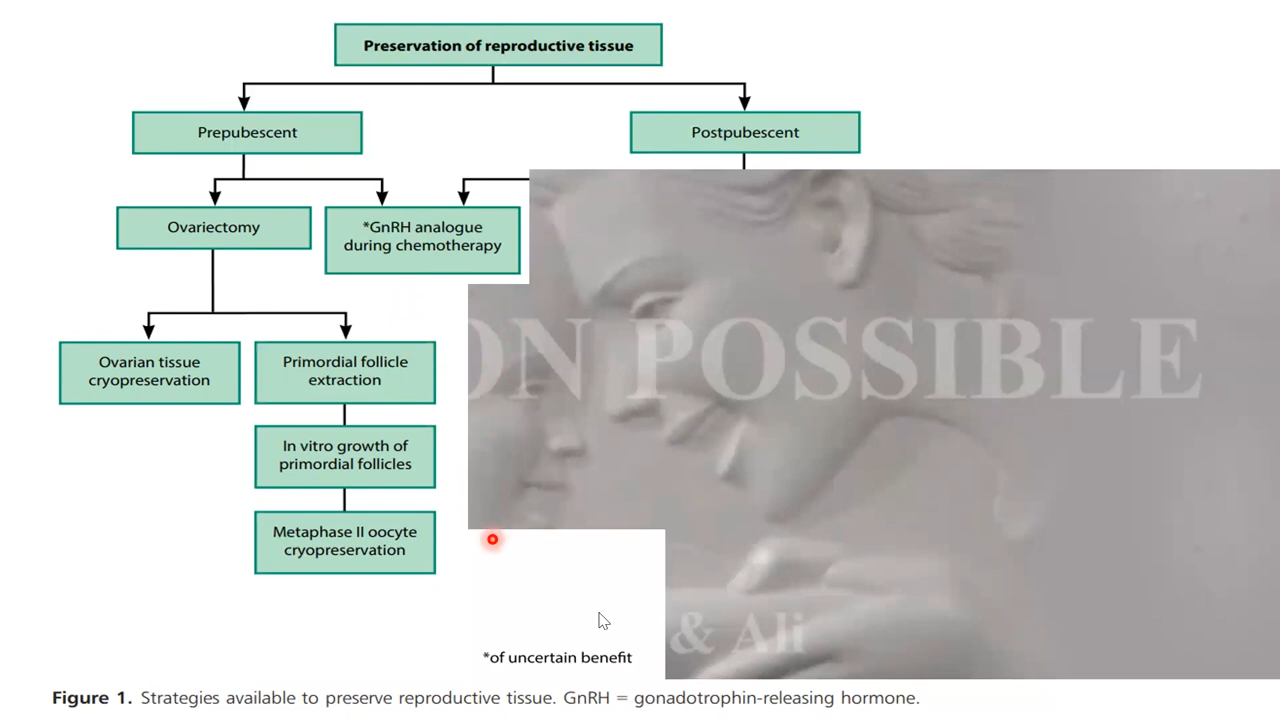 Preservation of reproductive tissue
Prepubescent
Postpubescent
Ovariectomy
*GnRH analogue
during chemotherapy
ON POSSIBLE
Ovarian tissue
cryopreservation
Primordial follicle
extraction
In vitro growth of
primordial follicles
Metaphase II oocyte
cryopreservation
& Ali
*of uncertain benefit
Figure 1. Strategies available to preserve reproductive tissue. GnRH = gonadotrophin-releasing hormone.